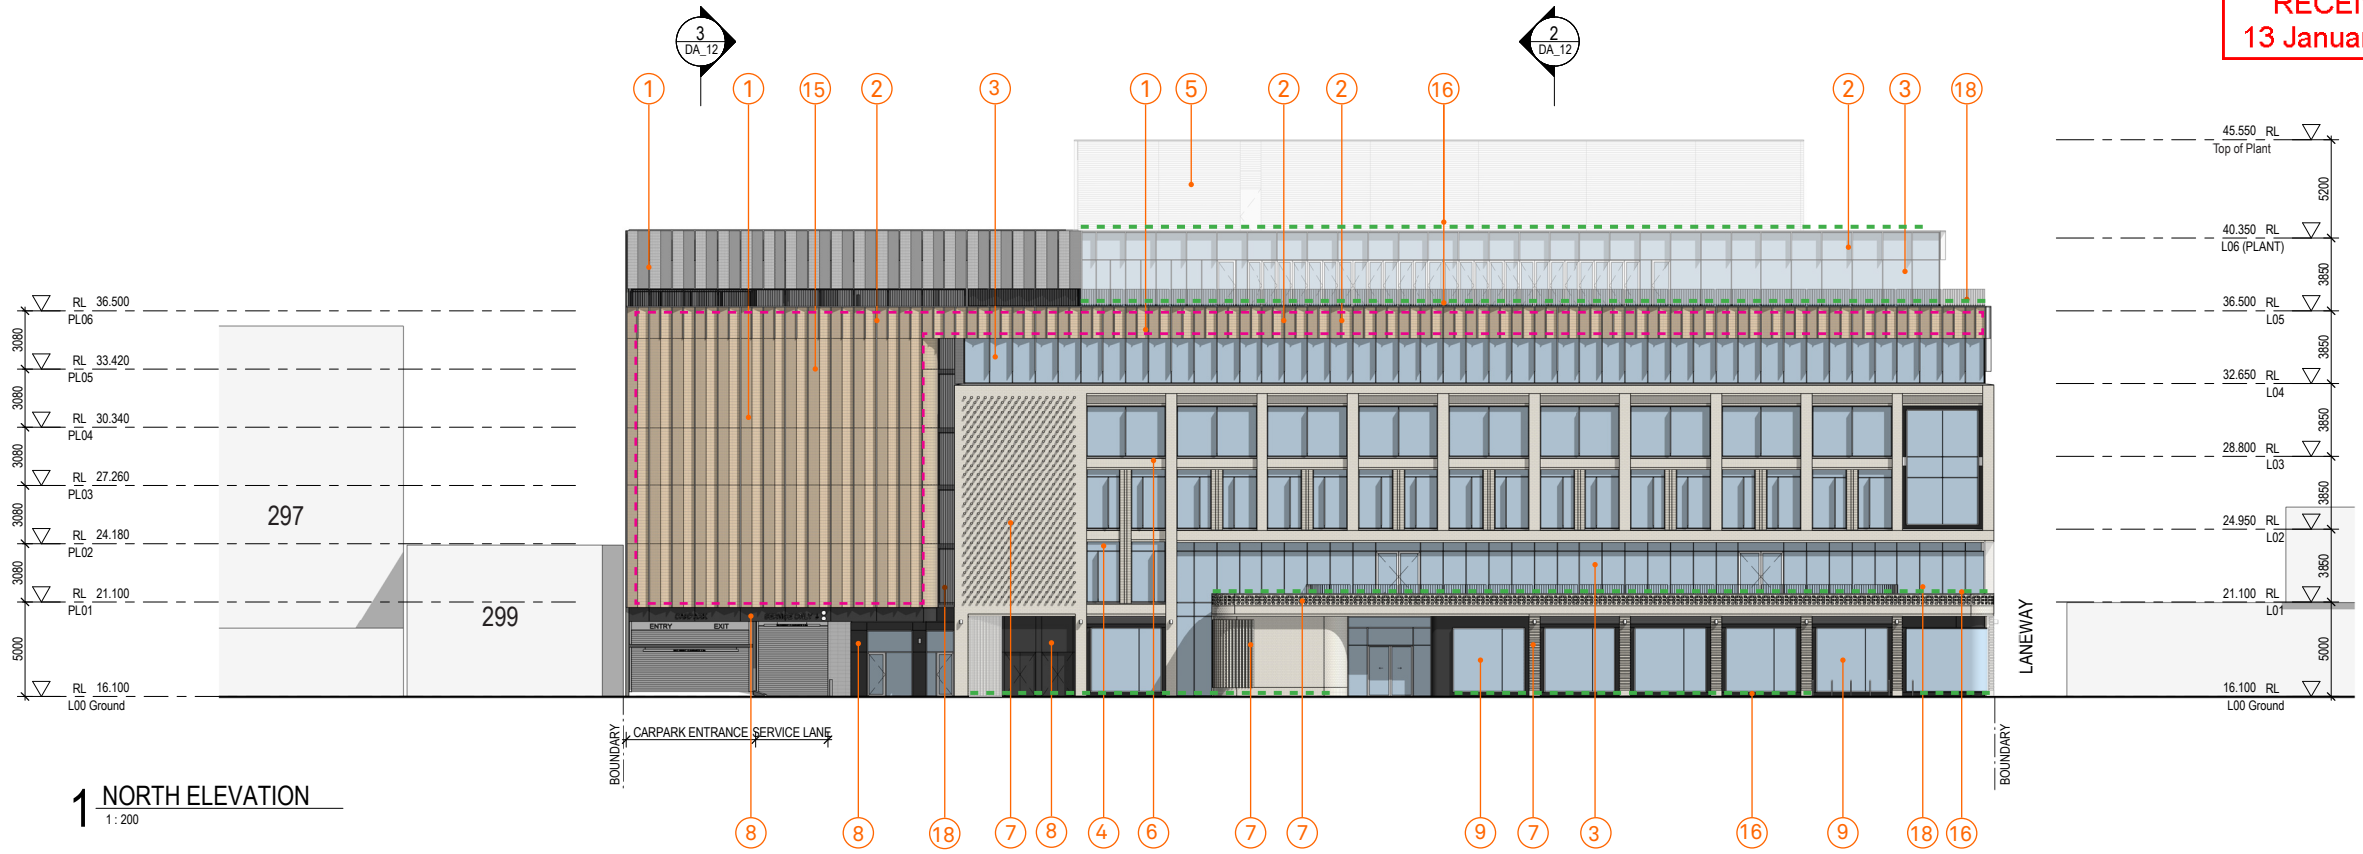 RECEI
13 Januar
3
DA_12
2
DA_12
1
1
15
2
3
1
5
2
2
16
2
3
18
45.550 RL
Top of Plant
5200
40.350 RL
L06 (PLANT)
3850
36.500 RL
L05
3850
32.650 RL
L04
3850
28.800 RL
L03
3850
24.950 RL
L02
3850
21.100 RL
L01
5000
16.100 RL
L00 Ground
RL 36.500
PL06
3080
RL 33.420
PL05
3080
RL 30.340
PL04
3080
RL 27.260
PL03
3080
RL 24.180
PL02
3080
RL 21.100
PL01
5000
RL 16.100
L00 Ground
297
299
ENTRY EXIT
LANEWAY
BOUNDARY
CARPARK ENTRANCE SERVICE LANE
BOUNDARY
1 NORTH ELEVATION
1 : 200
8
8
18
7
8
4
6
7
7
9
7
3
16
9
18
16